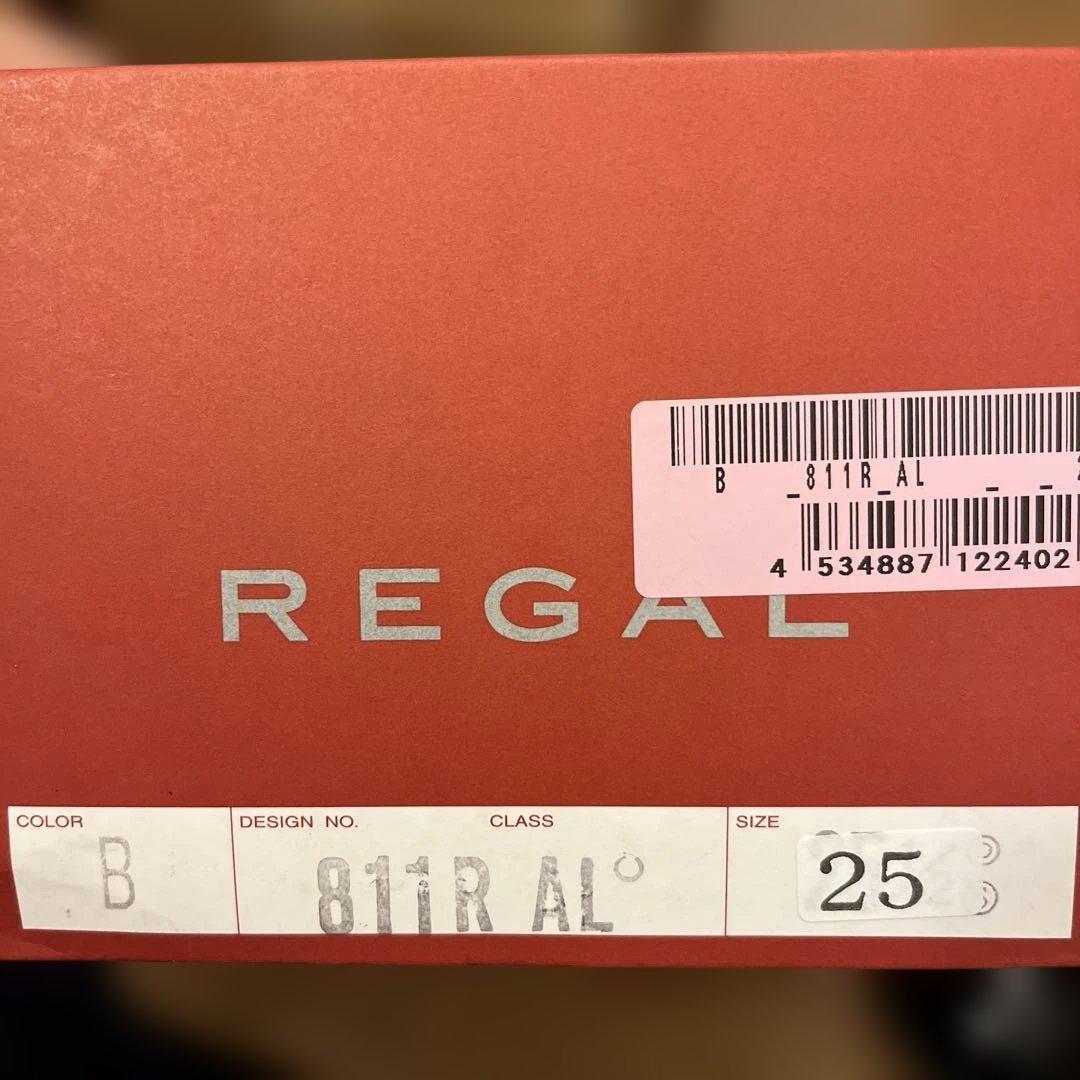 B _811R_AL _ _
4 534887 122402
REGAL
COLOR DESIGN NO. CLASS SIZE
B 811R AL 25